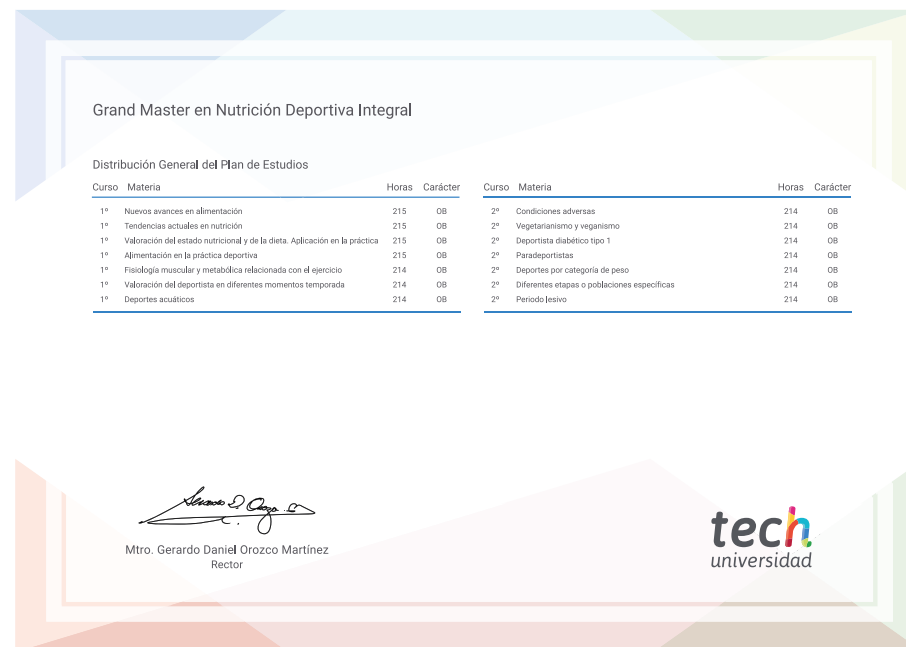 Grand Master en Nutrición Deportiva Integral
Distribución General del Plan de Estudios
Curso Materia Horas Carácter
1º Nuevos avances en alimentación 215 OB
1º Tendencias actuales en nutrición 215 OB
1º Valoración del estado nutricional y de la dieta. Aplicación en la práctica 215 OB
1º Alimentación en la práctica deportiva 215 OB
1º Fisiología muscular y metabólica relacionada con el ejercicio 214 OB
1º Valoración del deportista en diferentes momentos temporada 214 OB
1º Deportes acuáticos 214 OB
Curso Materia Horas Carácter
2º Condiciones adversas 214 OB
2º Vegetarianismo y veganismo 214 OB
2º Deportista diabético tipo 1 214 OB
2º Paradeportistas 214 OB
2º Deportes por categoría de peso 214 OB
2º Diferentes etapas o poblaciones específicas 214 OB
2º Periodo lesivo 214 OB
Mtro. Gerardo Daniel Orozco Martínez
Rector
tech
universidad